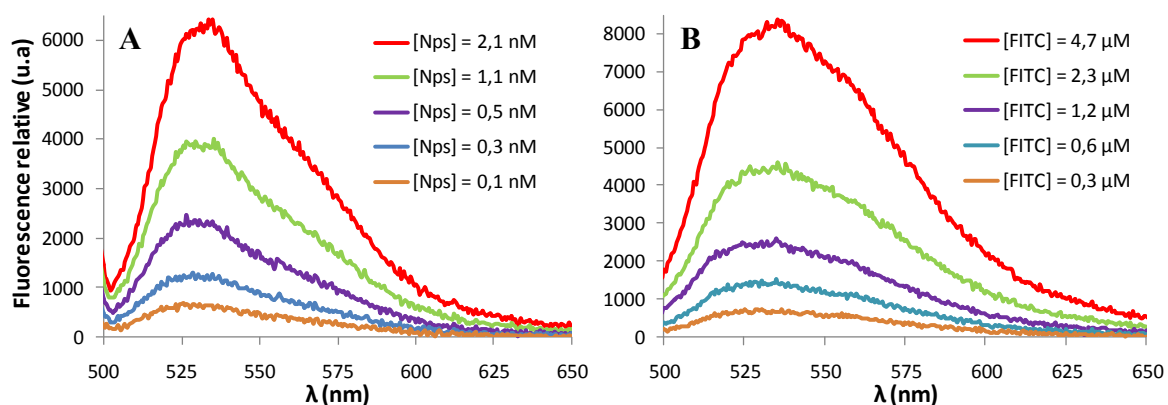 A
Fluorescence relative (u.a)
6000
5000
4000
3000
2000
1000
0
[Nps] = 2,1 nM
[Nps] = 1,1 nM
[Nps] = 0,5 nM
[Nps] = 0,3 nM
[Nps] = 0,1 nM
500 525 550 575 600 625 650
λ (nm)
B
8000
7000
6000
5000
4000
3000
2000
1000
0
[FITC] = 4,7 µM
[FITC] = 2,3 µM
[FITC] = 1,2 µM
[FITC] = 0,6 µM
[FITC] = 0,3 µM
500 525 550 575 600 625 650
λ (nm)